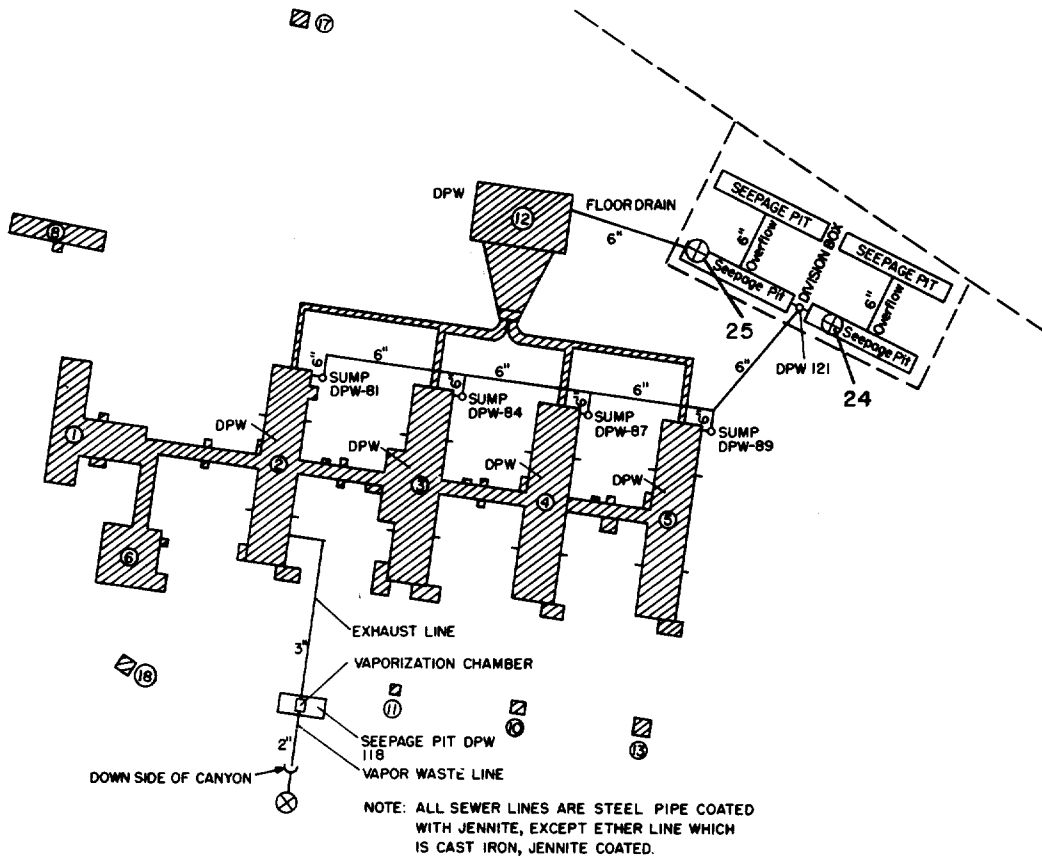 17
DPW
12
FLOOR DRAIN
6"
SEEPAGE PIT
6"
Overflow
DIVISION BOX
SEEPAGE PIT
6"
Overflow
Seepage Pit
Seepage Pit
25
24
DPW 121
6"
8
6"
6"
6"
6"
SUMP
DPW-81
6"
SUMP
DPW-84
6"
SUMP
DPW-87
6"
SUMP
DPW-89
1
DPW
2
DPW
3
DPW
4
DPW
5
6
EXHAUST LINE
3"
VAPORIZATION CHAMBER
18
11
10
13
SEEPAGE PIT DPW
118
2"
VAPOR WASTE LINE
DOWN SIDE OF CANYON
NOTE: ALL SEWER LINES ARE STEEL PIPE COATED
WITH JENNITE, EXCEPT ETHER LINE WHICH
IS CAST IRON, JENNITE COATED.